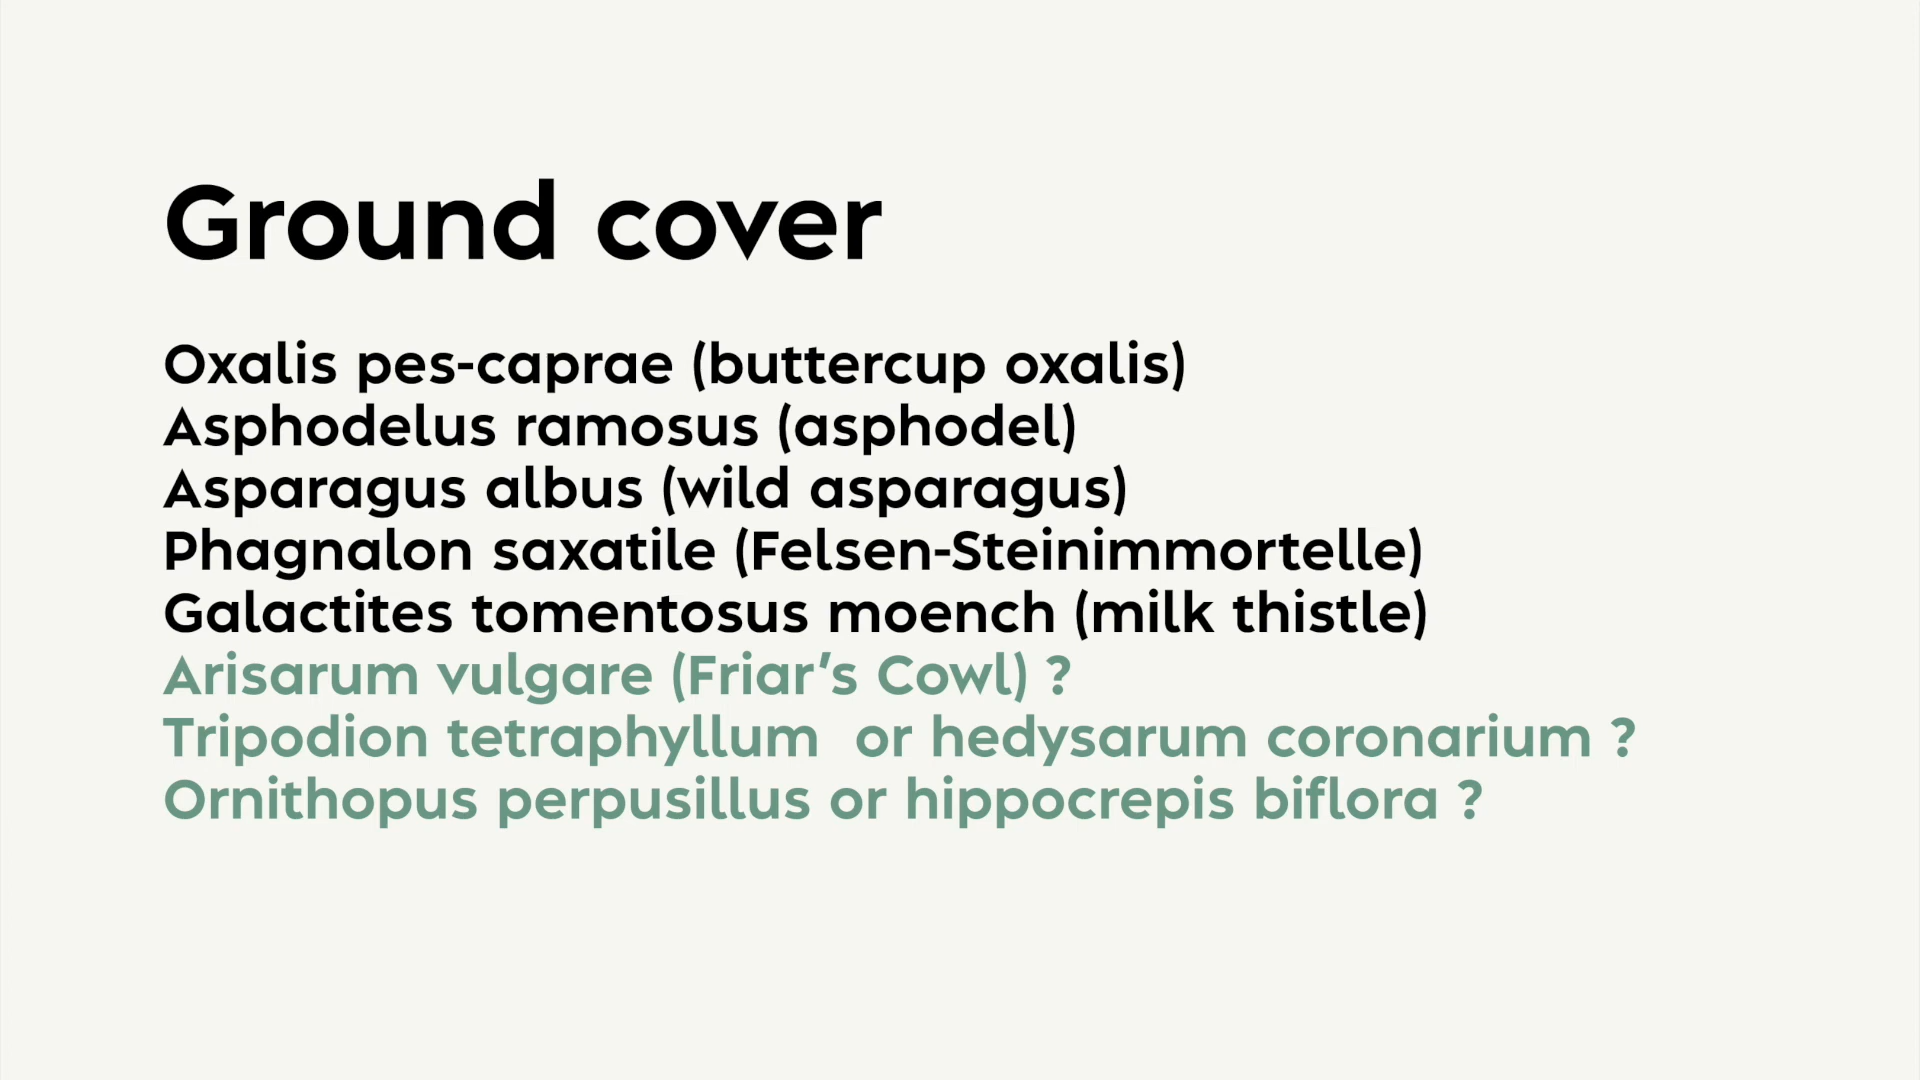 Ground cover
Oxalis pes-caprae (buttercup oxalis)
Asphodelus ramosus (asphodel)
Asparagus albus (wild asparagus)
Phagnalon saxatile (Felsen-Steinimmortelle)
Galactites tomentosus moench (milk thistle)
Arisarum vulgare (Friar’s Cowl) ?
Tripodion tetraphyllum  or hedysarum coronarium ?
Ornithopus perpusillus or hippocrepis biflora ?